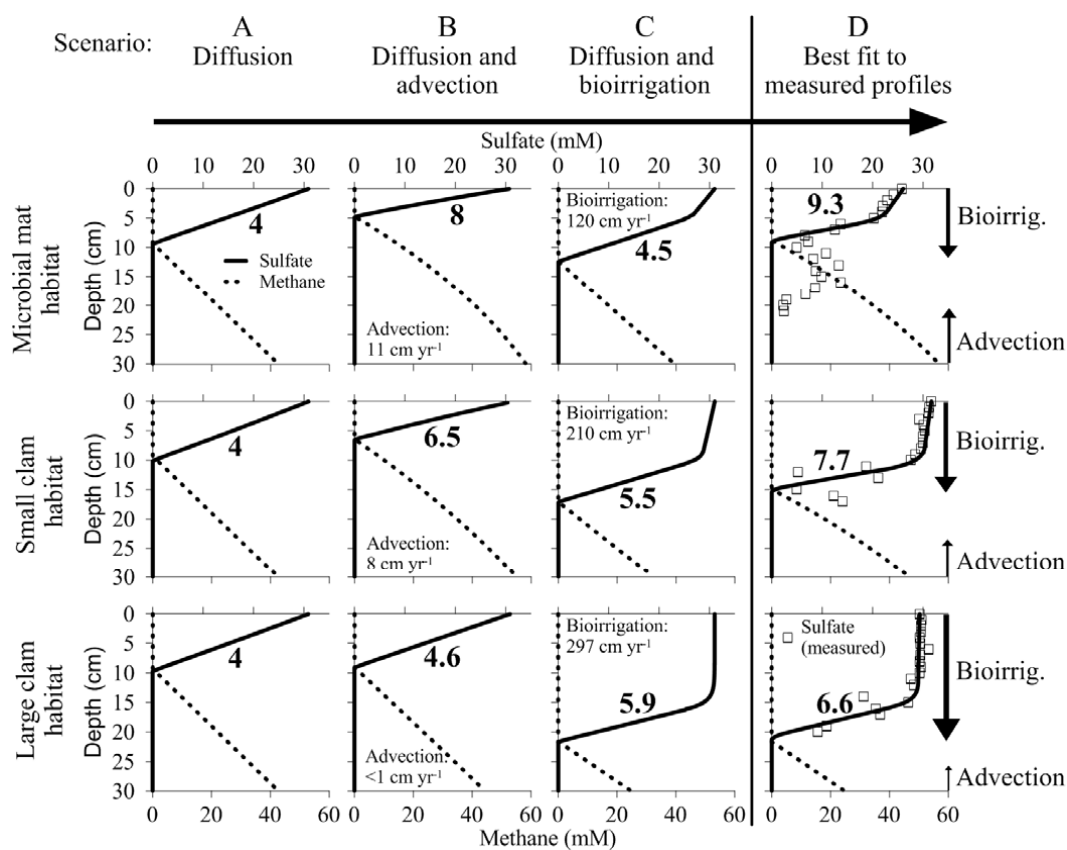 Scenario:
A
Diffusion
B
Diffusion and
advection
C
Diffusion and
bioirrigation
D
Best fit to
measured profiles
Sulfate (mM)
0 10 20 30
0 10 20 30
0 10 20 30
0 10 20 30
Microbial mat
habitat
Depth (cm)
0
5
10
15
20
25
30
4
Sulfate
Methane
8
Advection:
11 cm yr⁻¹
Bioirrigation:
120 cm yr⁻¹
4.5
9.3
Bioirrig.
Advection
Small clam
habitat
Depth (cm)
0
5
10
15
20
25
30
4
6.5
Advection:
8 cm yr⁻¹
Bioirrigation:
210 cm yr⁻¹
5.5
7.7
Bioirrig.
Advection
Large clam
habitat
Depth (cm)
0
5
10
15
20
25
30
4
4.6
Advection:
<1 cm yr⁻¹
Bioirrigation:
297 cm yr⁻¹
5.9
Sulfate
(measured)
6.6
Bioirrig.
Advection
0 20 40 60
0 20 40 60
0 20 40 60
0 20 40 60
Methane (mM)